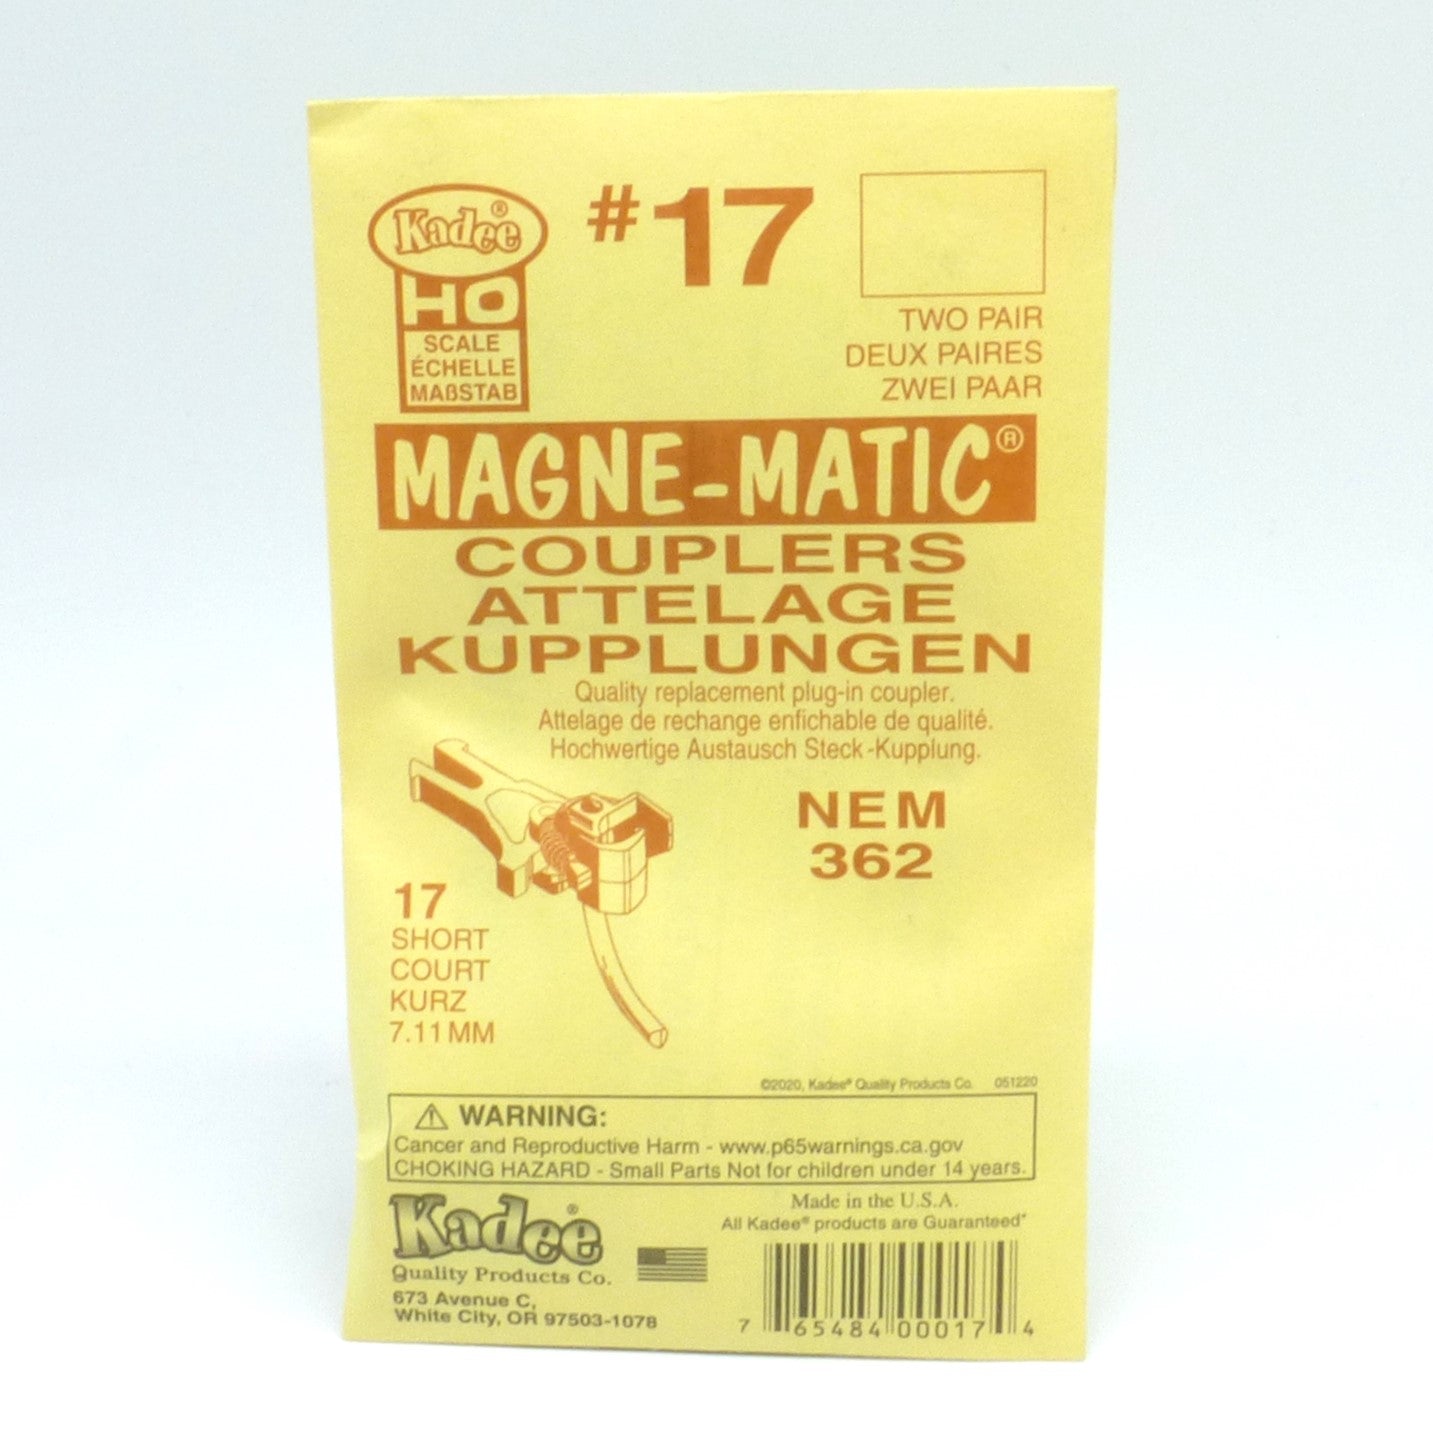 Kadee®
#17
HO
SCALE
ÉCHELLE
MAßSTAB
TWO PAIR
DEUX PAIRES
ZWEI PAAR
MAGNE-MATIC®
COUPLERS
ATTELAGE
KUPPLUNGEN
Quality replacement plug-in coupler.
Attelage de rechange enfichable de qualité.
Hochwertige Austausch Steck-Kupplung.
NEM
362
17
SHORT
COURT
KURZ
7.11 MM
©2020, Kadee® Quality Products Co. 051220
WARNING:
Cancer and Reproductive Harm - www.p65warnings.ca.gov
CHOKING HAZARD - Small Parts Not for children under 14 years.
Kadee®
Quality Products Co.
673 Avenue C,
White City, OR 97503-1078
Made in the U.S.A.
All Kadee® products are Guaranteed*
7 65484 00017 4